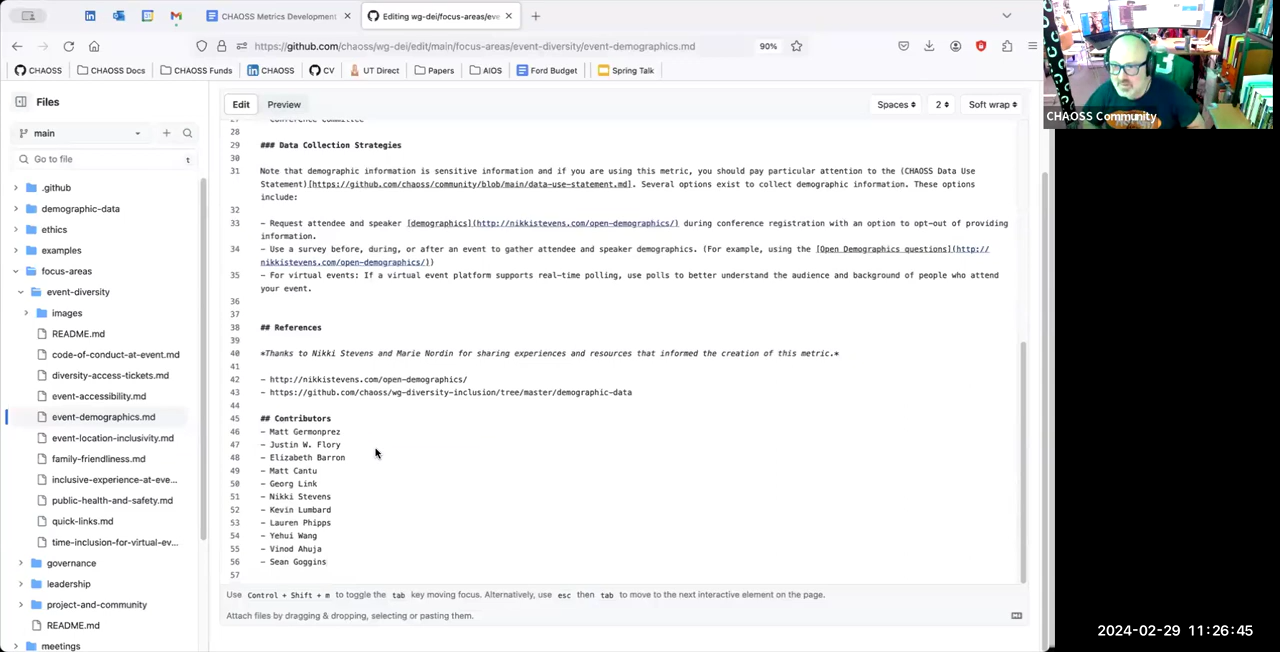 CHAOSS Metrics Development
Editing wg-dei/focus-areas/eve
https://github.com/chaoss/wg-dei/edit/main/focus-areas/event-diversity/event-demographics.md
90%
CHAOSS
CHAOSS Docs
CHAOSS Funds
CHAOSS
CV
UT Direct
Papers
AIOS
Ford Budget
Spring Talk
CHAOSS Community
Files
main
Go to file
t
.github
demographic-data
ethics
examples
focus-areas
event-diversity
images
README.md
code-of-conduct-at-event.md
diversity-access-tickets.md
event-accessibility.md
event-demographics.md
event-location-inclusivity.md
family-friendliness.md
inclusive-experience-at-eve...
public-health-and-safety.md
quick-links.md
time-inclusion-for-virtual-ev...
governance
leadership
project-and-community
README.md
meetings
Edit
Preview
Spaces
2
Soft wrap
27 - Conference Committee
28
29 ### Data Collection Strategies
30
31 Note that demographic information is sensitive information and if you are using this metric, you should pay particular attention to the (CHAOSS Data Use
Statement)[https://github.com/chaoss/community/blob/main/data-use-statement.md]. Several options exist to collect demographic information. These options
include:
32
33 - Request attendee and speaker [demographics](http://nikkistevens.com/open-demographics/) during conference registration with an option to opt-out of providing
information.
34 - Use a survey before, during, or after an event to gather attendee and speaker demographics. (For example, using the [Open Demographics questions](http://
nikkistevens.com/open-demographics/))
35 - For virtual events: If a virtual event platform supports real-time polling, use polls to better understand the audience and background of people who attend
your event.
36
37
38 ## References
39
40 *Thanks to Nikki Stevens and Marie Nordin for sharing experiences and resources that informed the creation of this metric.*
41
42 - http://nikkistevens.com/open-demographics/
43 - https://github.com/chaoss/wg-diversity-inclusion/tree/master/demographic-data
44
45 ## Contributors
46 - Matt Germonprez
47 - Justin W. Flory
48 - Elizabeth Barron
49 - Matt Cantu
50 - Georg Link
51 - Nikki Stevens
52 - Kevin Lumbard
53 - Lauren Phipps
54 - Yehui Wang
55 - Vinod Ahuja
56 - Sean Goggins
57
Use Control + Shift + m to toggle the tab key moving focus. Alternatively, use esc then tab to move to the next interactive element on the page.
Attach files by dragging & dropping, selecting or pasting them.
2024-02-29 11:26:45